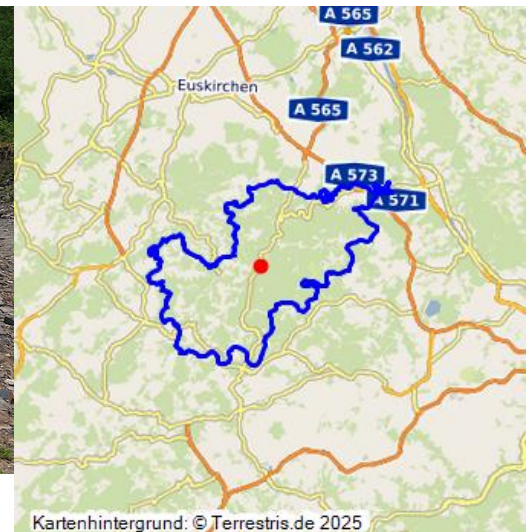 A 565
A 562
Euskirchen
A 565
A 573
A 571
Kartenhintergrund: © Terrestris.de 2025